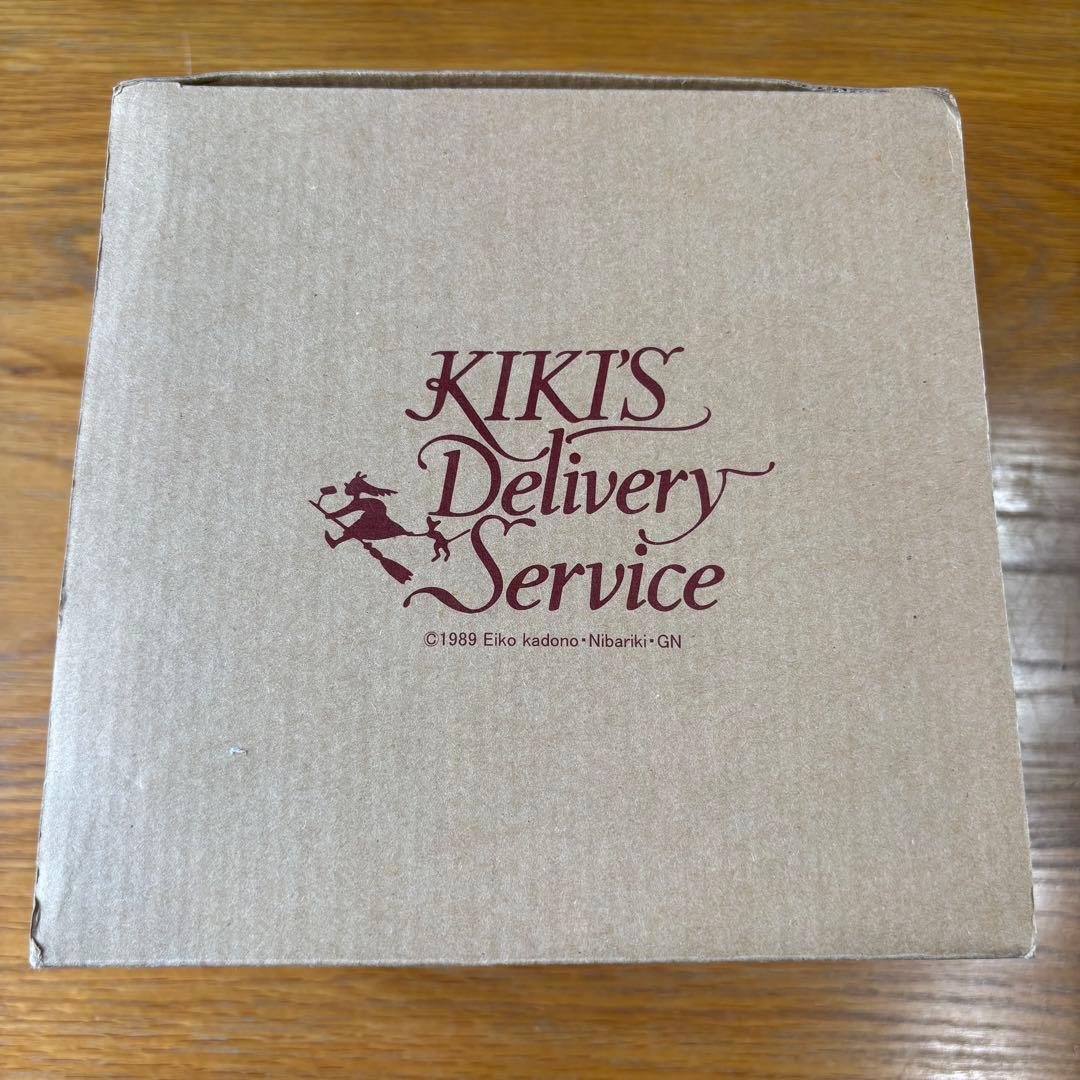 KIKI'S
Delivery
Service
©1989 Eiko kadono・Nibariki・GN